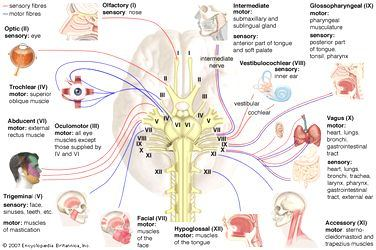 sensory fibres
motor fibres
Olfactory (I)
sensory: nose
Optic (II)
sensory: eye
Trochlear (IV)
motor: superior
oblique muscle
Abducent (VI)
motor: external
rectus muscle
Oculomotor (III)
motor: all eye
muscles except
those supplied by
IV and VI
Trigeminal (V)
sensory: face,
sinuses, teeth, etc.
motor: muscles
of mastication
Facial (VII)
motor:
muscles of
the face
Hypoglossal (XII)
motor: muscles of
the tongue
Intermediate
motor:
submaxillary and
sublingual gland
sensory:
anterior part of tongue
and soft palate
intermediate
nerve
Vestibulocochlear (VIII)
sensory:
inner ear
vestibular
cochlear
Glossopharyngeal (IX)
motor:
pharyngeal
musculature
sensory:
posterior
part of
tongue,
tonsil, pharynx
Vagus (X)
motor:
heart, lungs,
bronchi,
gastrointestinal
tract
sensory:
heart, lungs,
bronchi, trachea,
larynx, pharynx,
gastrointestinal
tract, external ear
Accessory (XI)
motor: sterno-
cleidomastoid and
trapezius muscles
I
I
II
III
IV
V
VI
VII
VIII
IX
X
XI
XII
VII
VIII
IX
X
XI
XII
© 2007 Encyclopædia Britannica, Inc.